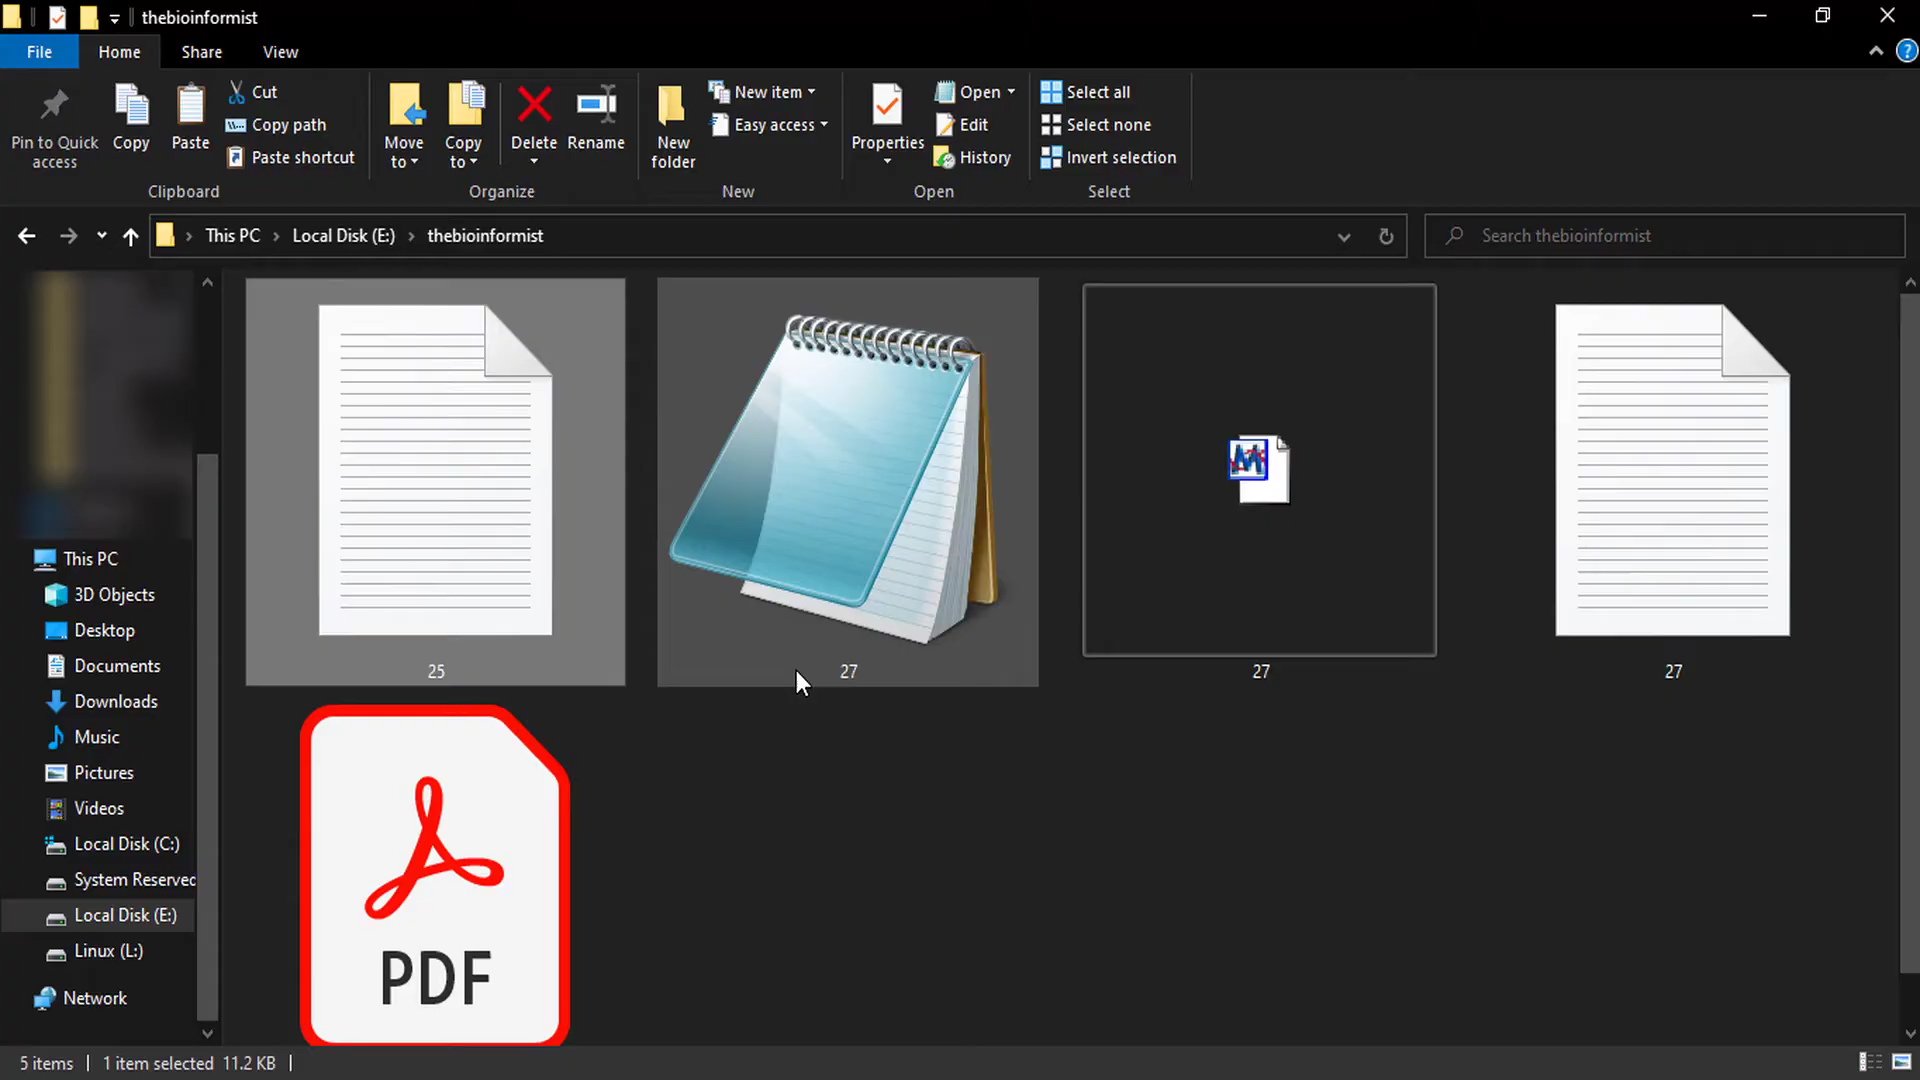 thebioinformist
File Home Share View
Pin to Quick access
Copy
Paste
Cut
Copy path
Paste shortcut
Clipboard
Move to
Copy to
Delete
Rename
Organize
New folder
New item
Easy access
New
Properties
Open
Edit
History
Open
Select all
Select none
Invert selection
Select
This PC > Local Disk (E:) > thebioinformist
Search thebioinformist
This PC
3D Objects
Desktop
Documents
Downloads
Music
Pictures
Videos
Local Disk (C:)
System Reserved
Local Disk (E:)
Linux (L:)
Network
25
27
M
27
27
PDF
5 items 1 item selected 11.2 KB